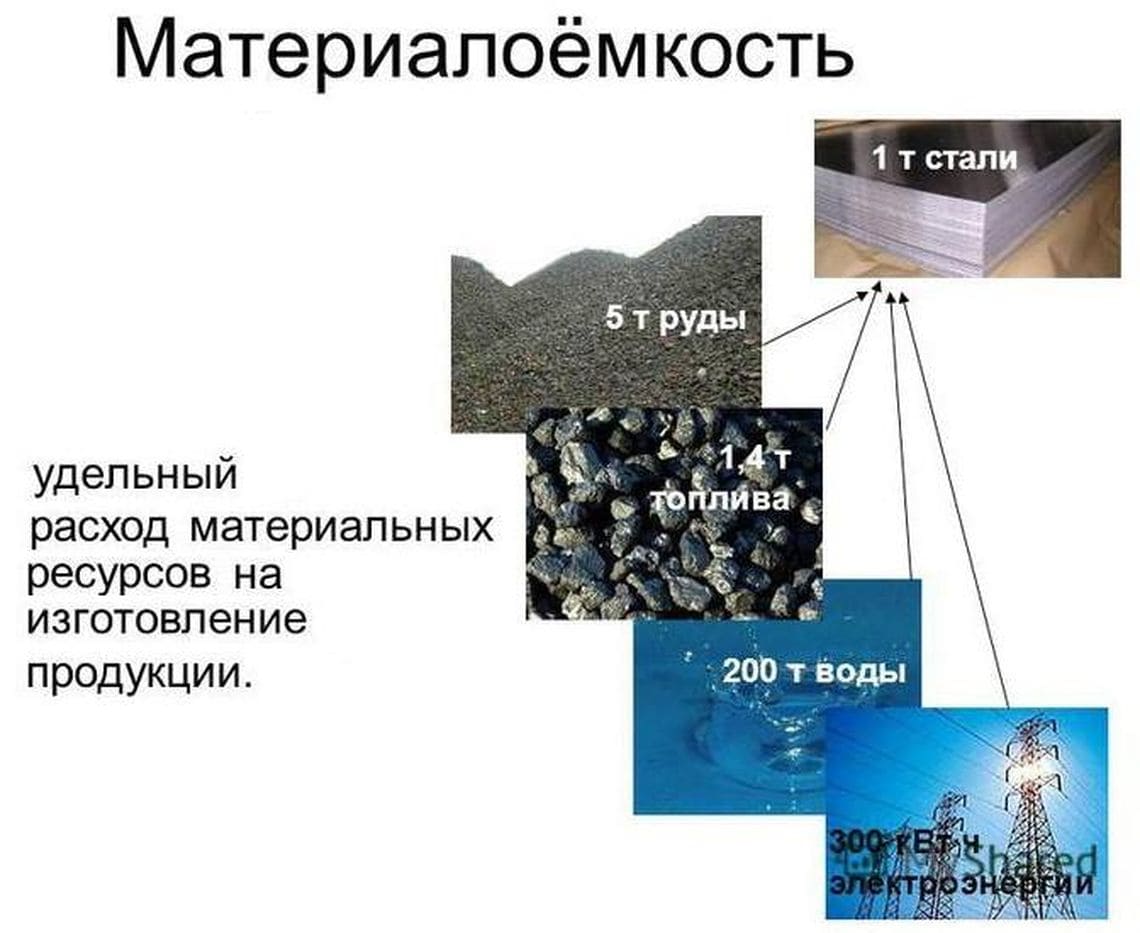 Материалоёмкость
1 т стали
5 т руды
1,4 т
топлива
удельный
расход материальных
ресурсов на
изготовление
продукции.
200 т воды
300 кВт ч
электроэнергии
MyShared